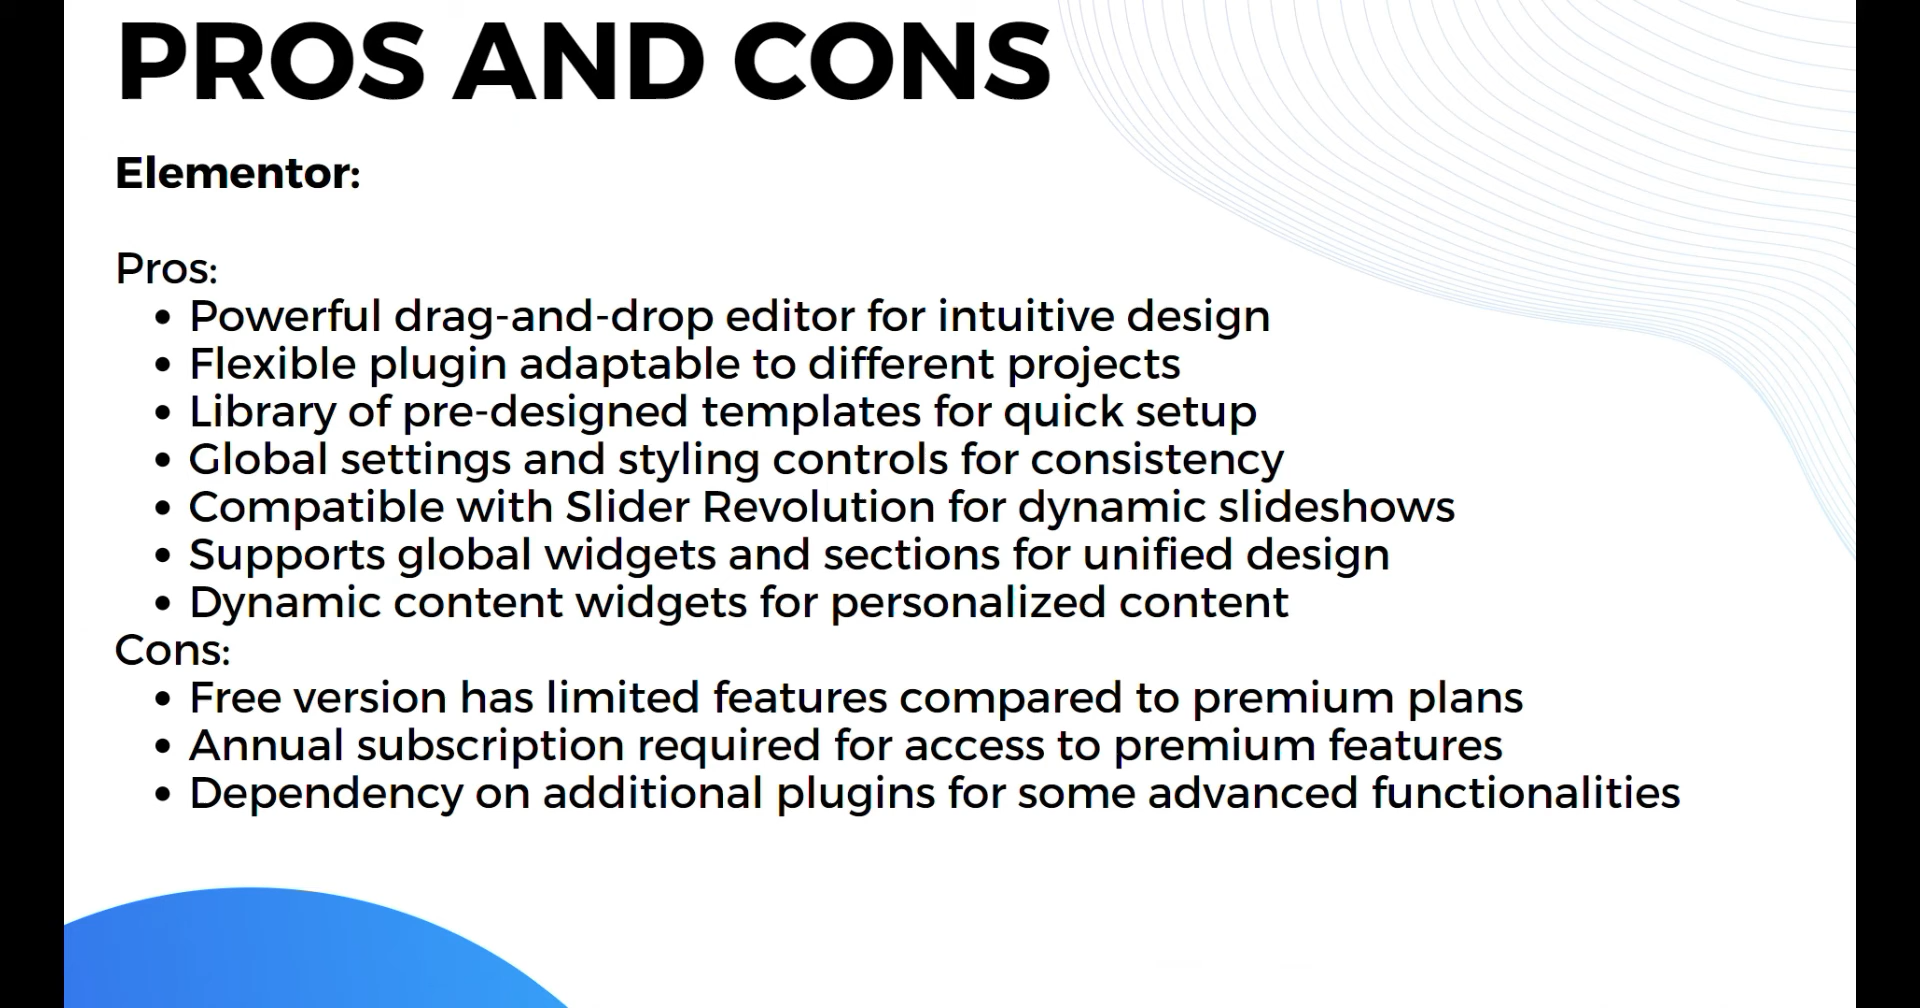 PROS AND CONS
Elementor:
Pros:
• Powerful drag-and-drop editor for intuitive design
• Flexible plugin adaptable to different projects
• Library of pre-designed templates for quick setup
• Global settings and styling controls for consistency
• Compatible with Slider Revolution for dynamic slideshows
• Supports global widgets and sections for unified design
• Dynamic content widgets for personalized content
Cons:
• Free version has limited features compared to premium plans
• Annual subscription required for access to premium features
• Dependency on additional plugins for some advanced functionalities